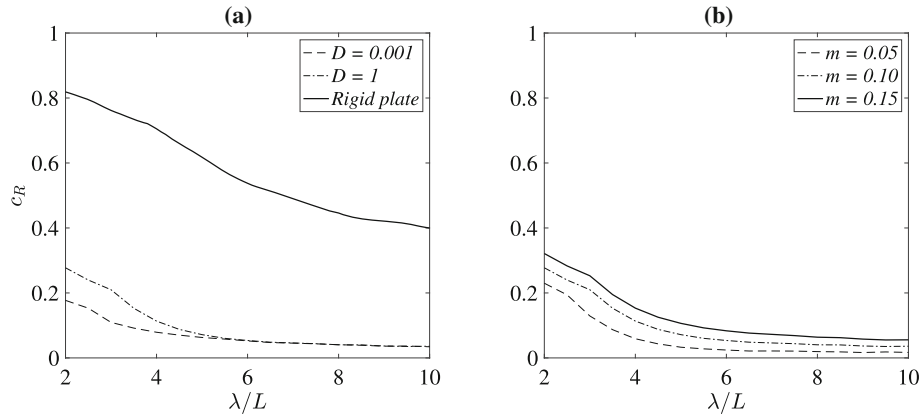 (a)
1
0.8
0.6
0.4
0.2
0
c_R
2 4 6 8 10
λ/L
D = 0.001
D = 1
Rigid plate
(b)
1
0.8
0.6
0.4
0.2
0
2 4 6 8 10
λ/L
m = 0.05
m = 0.10
m = 0.15